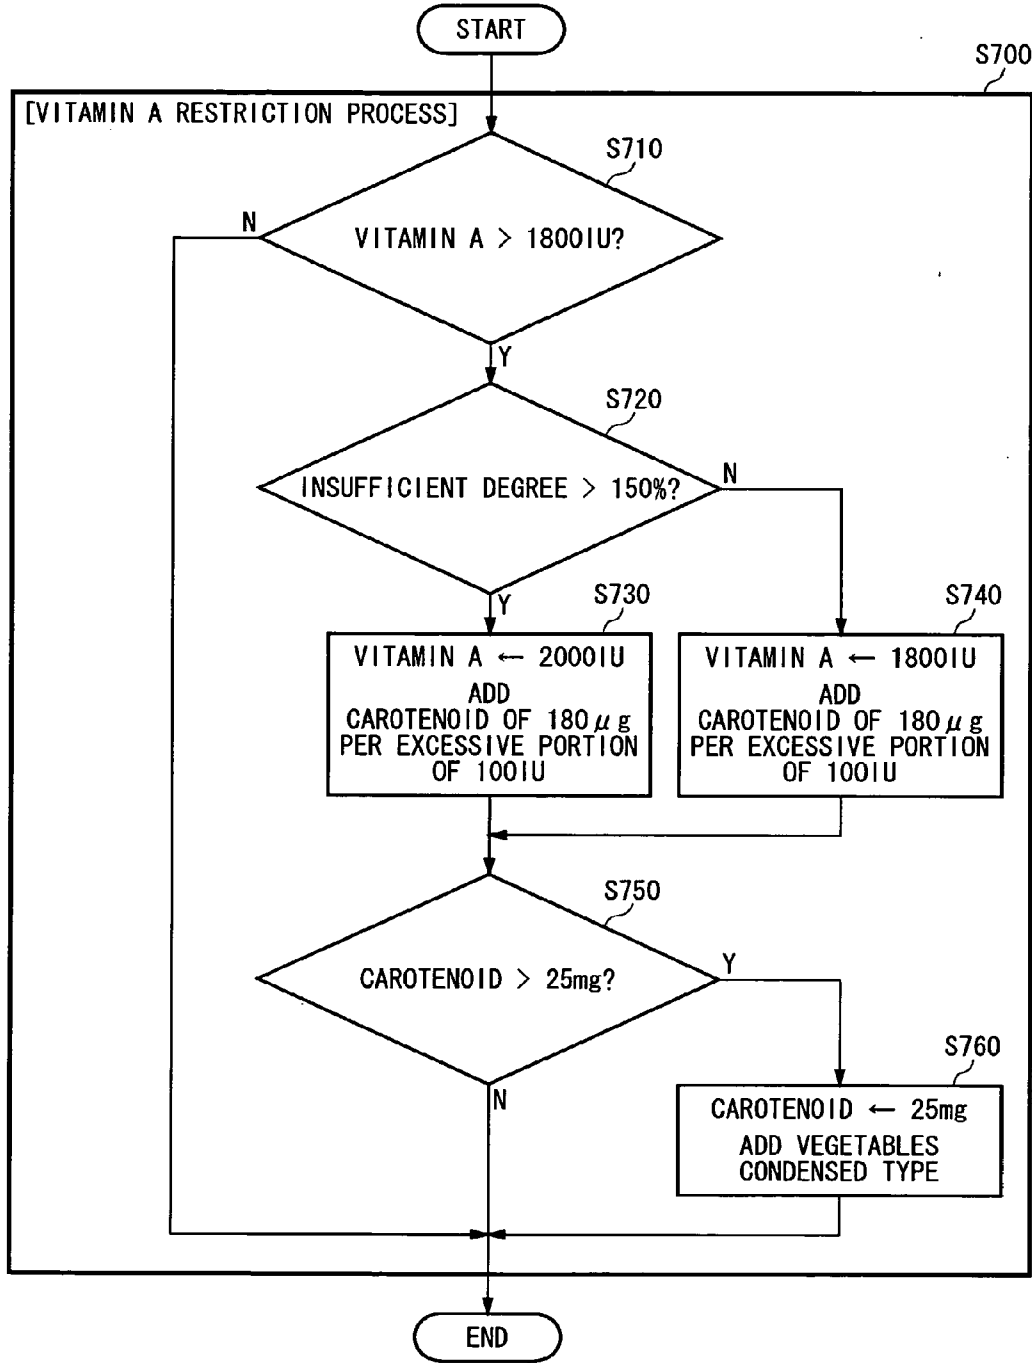 START
S700
[VITAMIN A RESTRICTION PROCESS]
S710
N
VITAMIN A > 1800IU?
Y
S720
INSUFFICIENT DEGREE > 150%?
N
Y
S730
S740
VITAMIN A ← 2000IU
ADD
CAROTENOID OF 180μg
PER EXCESSIVE PORTION
OF 100IU
VITAMIN A ← 1800IU
ADD
CAROTENOID OF 180μg
PER EXCESSIVE PORTION
OF 100IU
S750
CAROTENOID > 25mg?
Y
N
S760
CAROTENOID ← 25mg
ADD VEGETABLES
CONDENSED TYPE
END